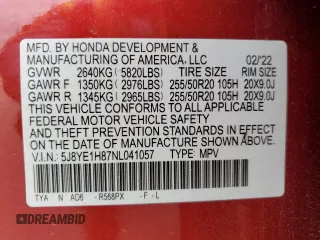 MFD. BY HONDA DEVELOPMENT &
MANUFACTURING OF AMERICA, LLC 02/'22
GVWR 2640KG (5820LBS) TIRE SIZE RIM SIZE
GAWR F 1350KG (2976LBS) 255/50R20 105H 20X9.0J
GAWR R 1345KG (2965LBS) 255/50R20 105H 20X9.0J
THIS VEHICLE CONFORMS TO ALL APPLICABLE
FEDERAL MOTOR VEHICLE SAFETY
AND THEFT PREVENTION STANDARDS IN EFFECT ON THE
DATE OF MANUFACTURE SHOWN ABOVE.
V.I.N: 5J8YE1H87NL041057 TYPE: MPV
TYA N AD6 - R568PX - F - L
DREAMBID